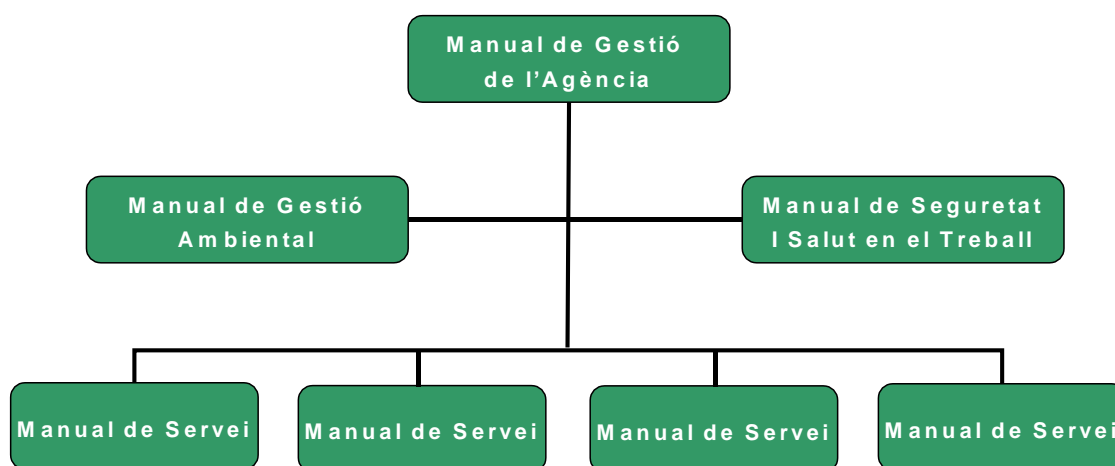 Manual de Gestió
de l’Agència
Manual de Gestió
Ambiental
Manual de Seguretat
I Salut en el Treball
Manual de Servei
Manual de Servei
Manual de Servei
Manual de Servei